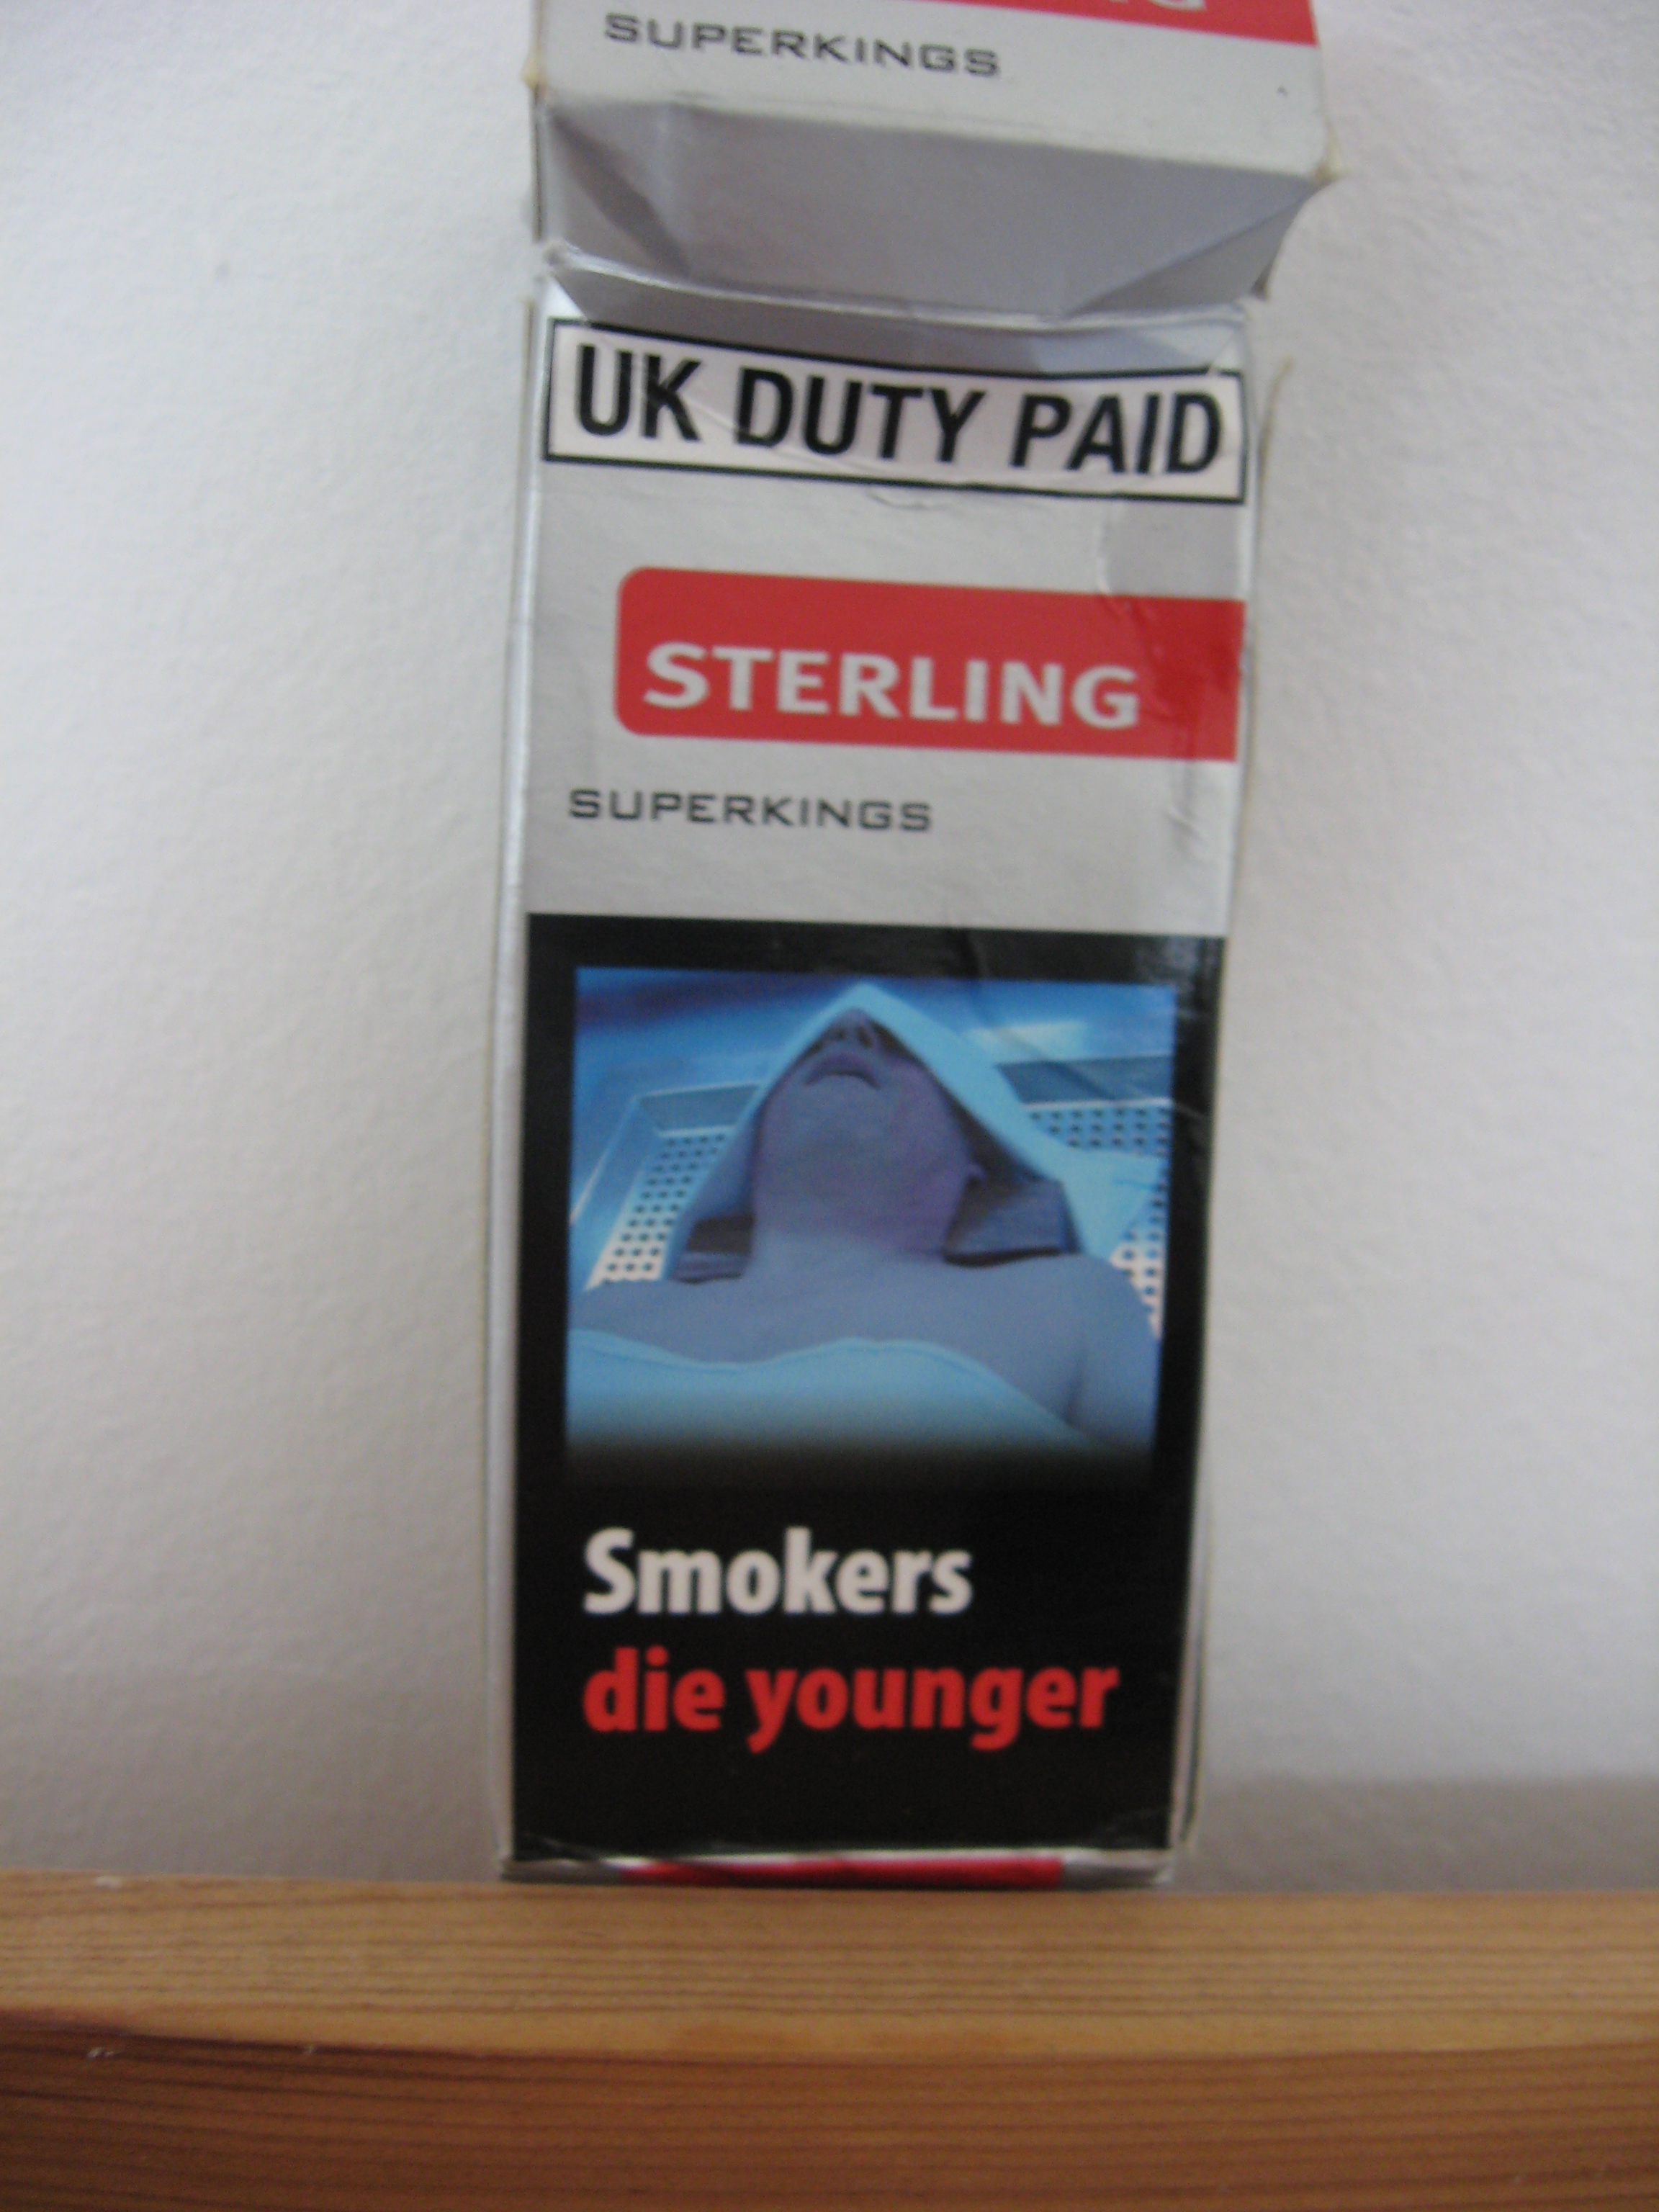 SUPERKINGS
UK DUTY PAID
STERLING
SUPERKINGS
Smokers
die younger